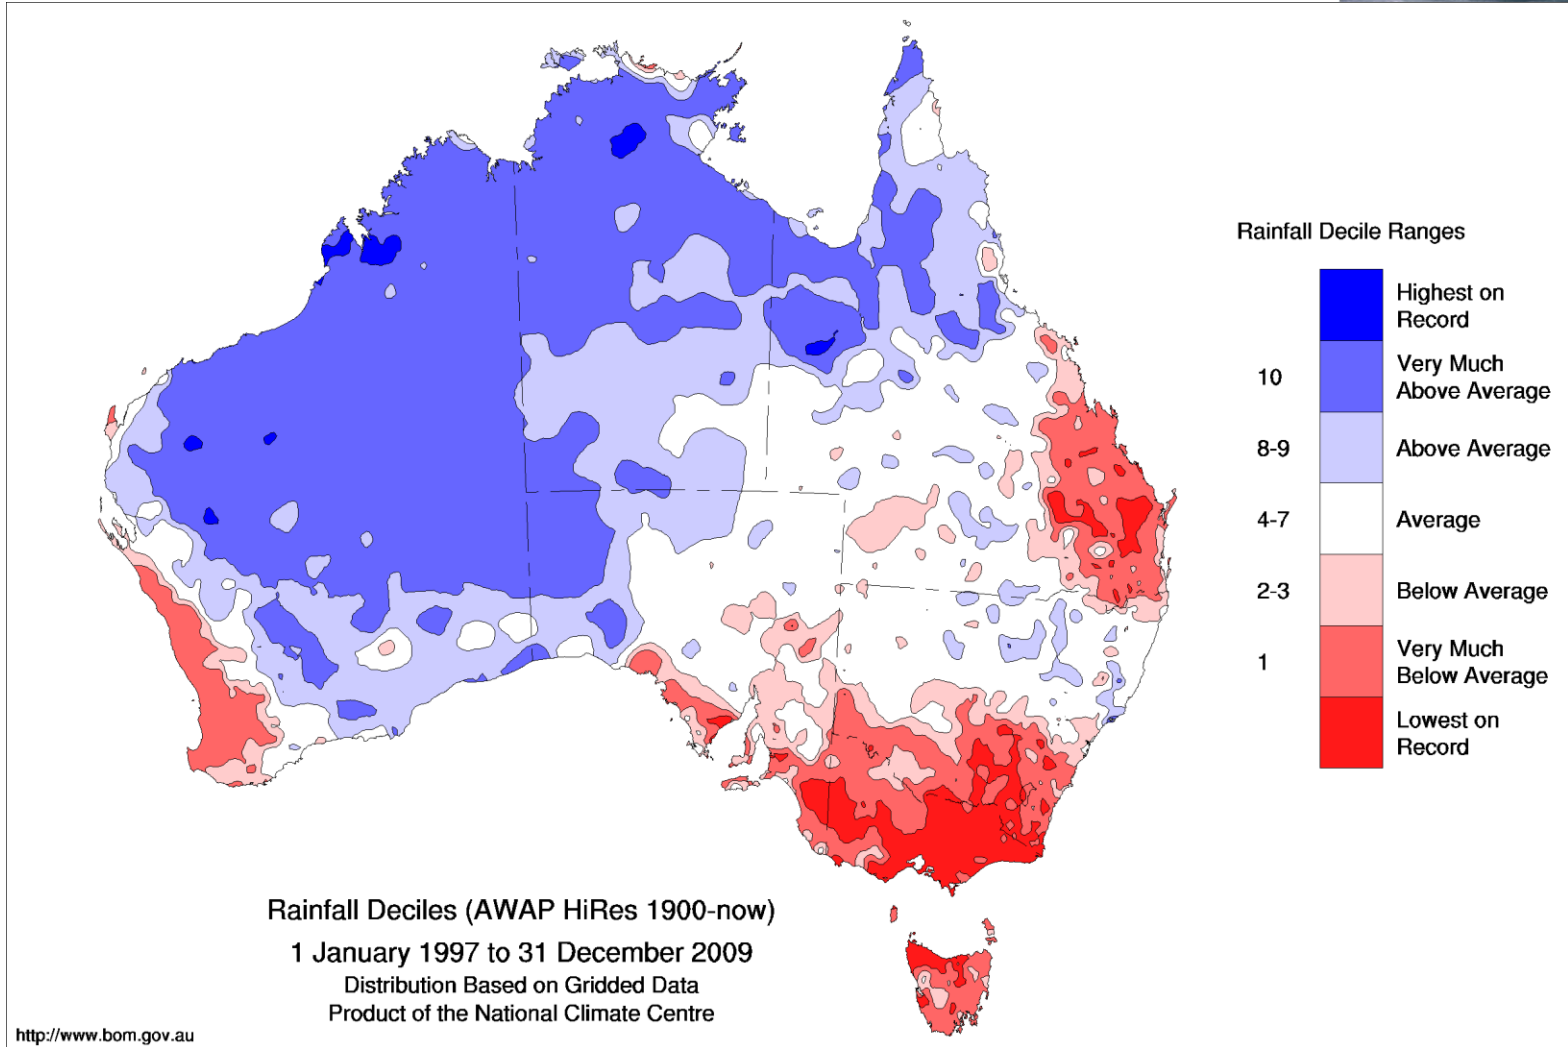 Rainfall Decile Ranges
Highest on
Record
10
Very Much
Above Average
8-9
Above Average
4-7
Average
2-3
Below Average
1
Very Much
Below Average
Lowest on
Record
Rainfall Deciles (AWAP HiRes 1900-now)
1 January 1997 to 31 December 2009
Distribution Based on Gridded Data
Product of the National Climate Centre
http://www.bom.gov.au